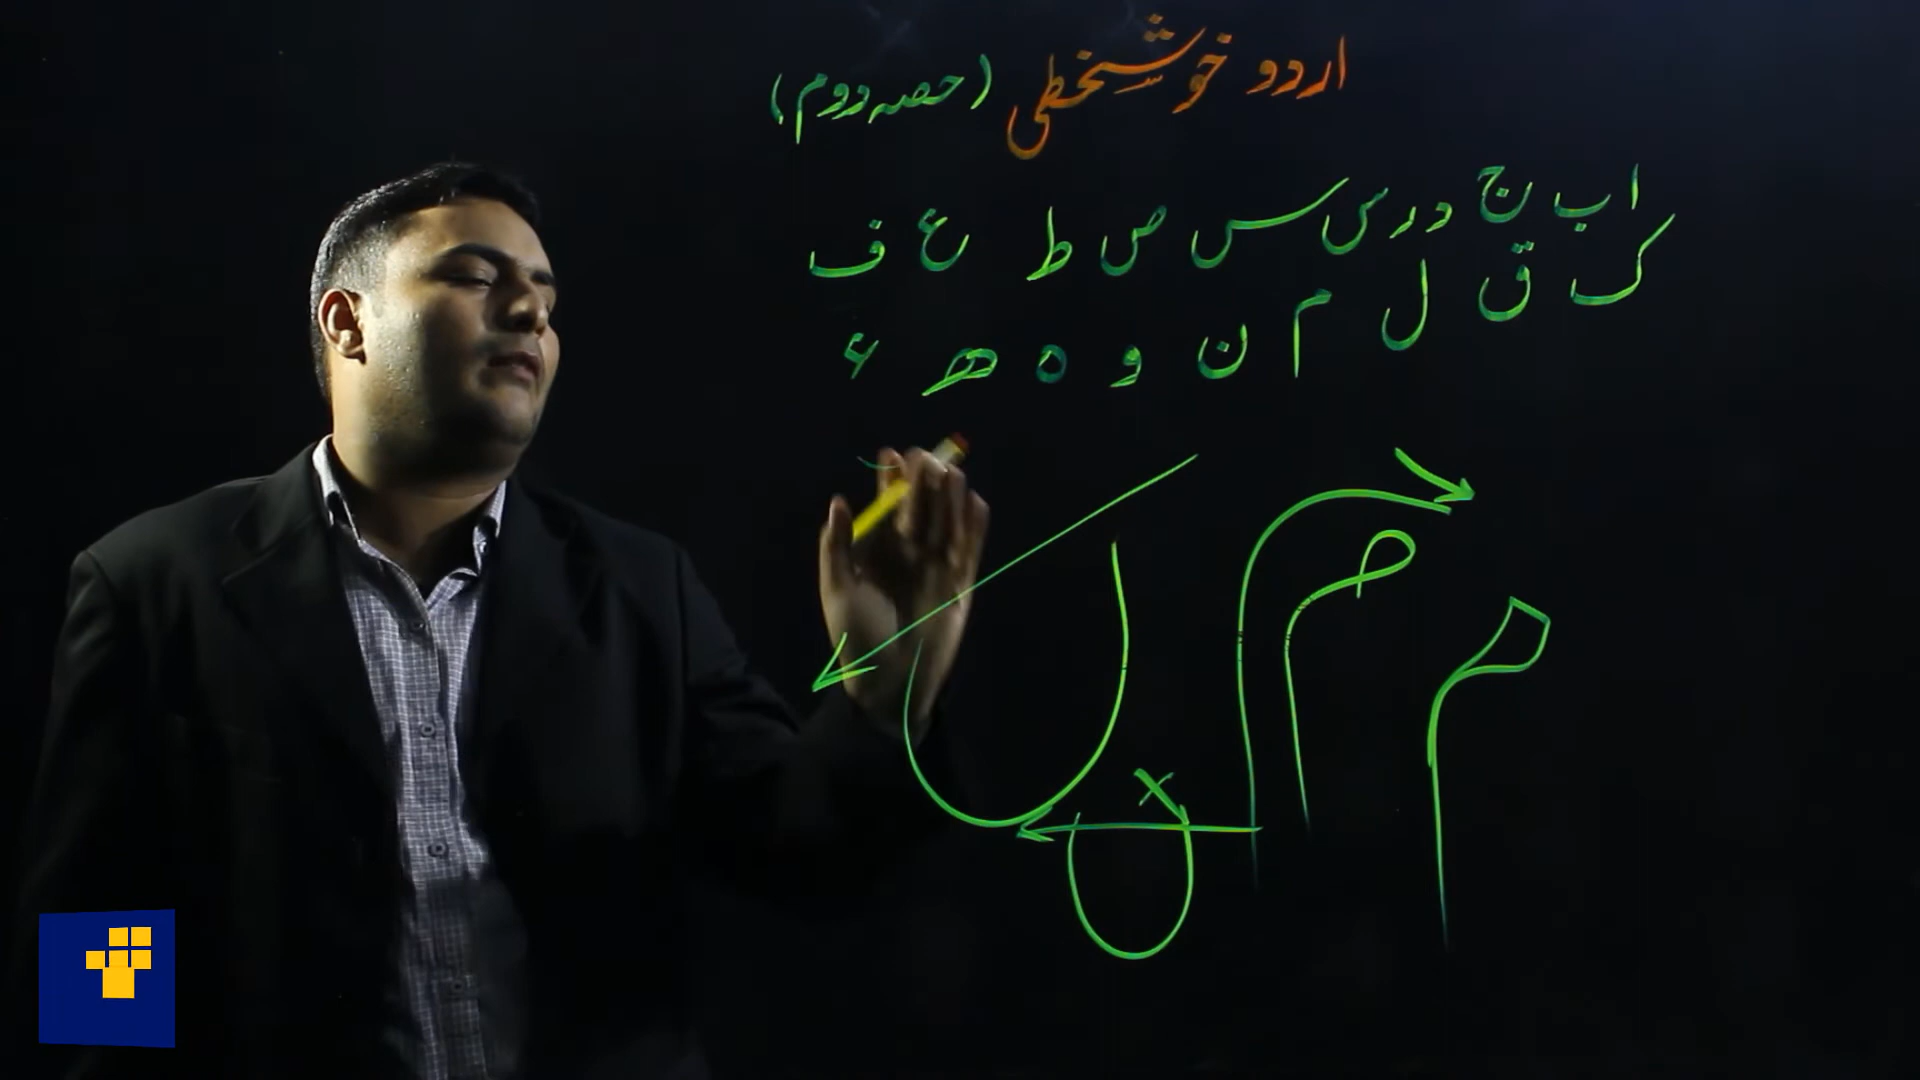 اردو خوشخطی (حصہ دوم)
ا ب ج د ر س س ص ط ع ف
ک ق ل م ن و ہ ھ ء
م م ل
ں x